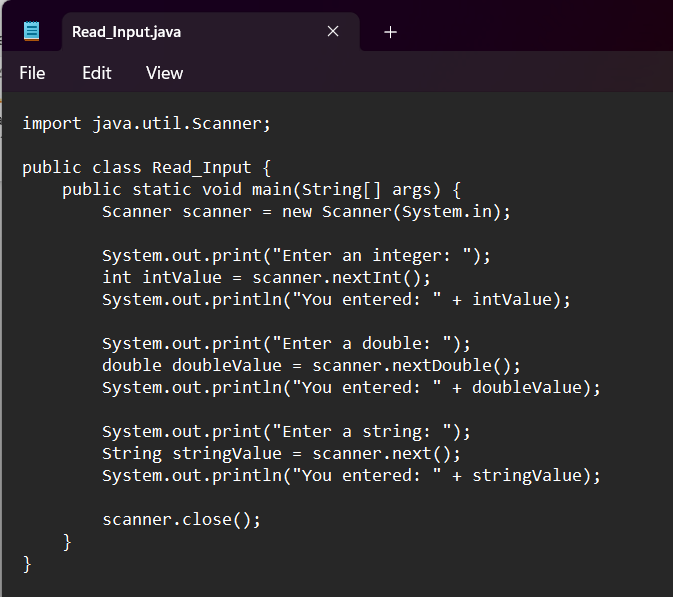 Read_Input.java
File Edit View
import java.util.Scanner;
public class Read_Input {
    public static void main(String[] args) {
        Scanner scanner = new Scanner(System.in);
        System.out.print("Enter an integer: ");
        int intValue = scanner.nextInt();
        System.out.println("You entered: " + intValue);
        System.out.print("Enter a double: ");
        double doubleValue = scanner.nextDouble();
        System.out.println("You entered: " + doubleValue);
        System.out.print("Enter a string: ");
        String stringValue = scanner.next();
        System.out.println("You entered: " + stringValue);
        scanner.close();
    }
}